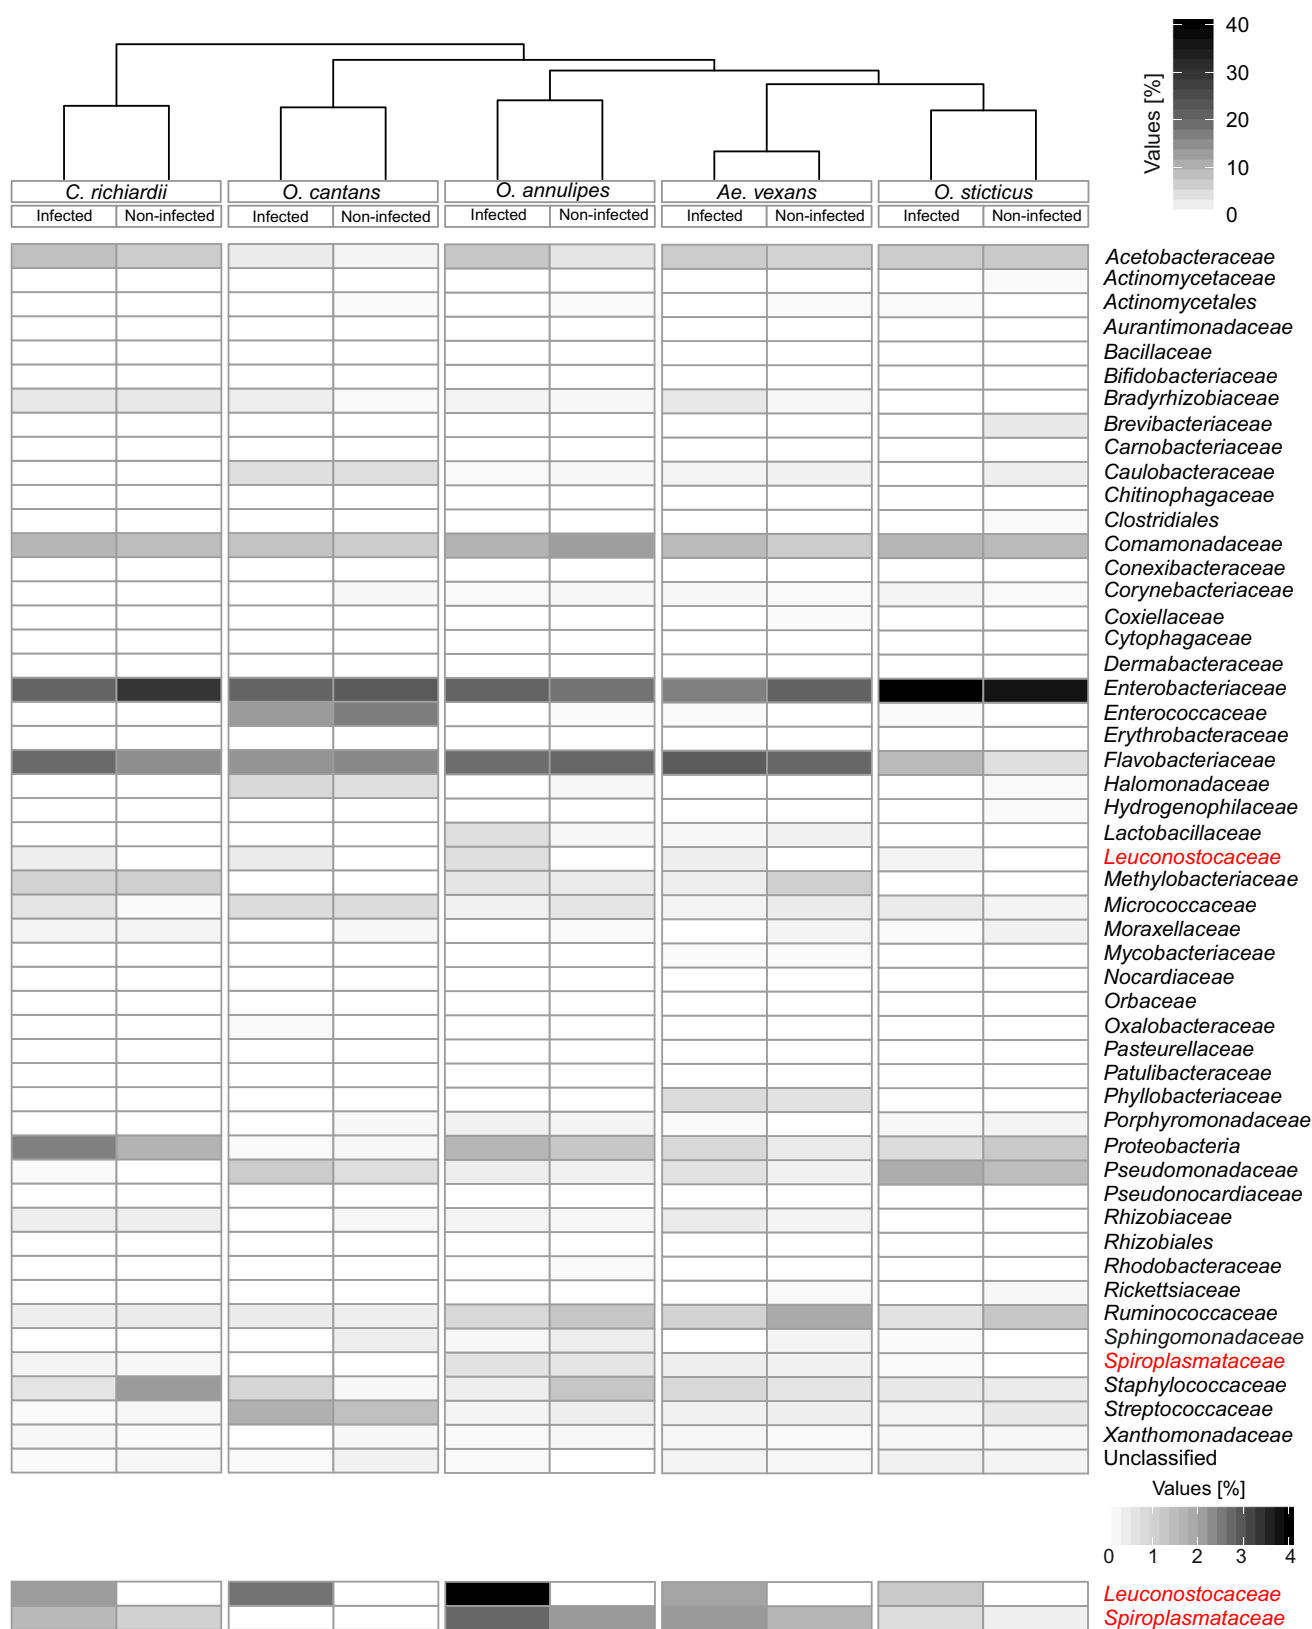 40
30
20
10
0
Values [%]
C. richiardii O. cantans O. annulipes Ae. vexans O. sticticus
Infected Non-infected Infected Non-infected Infected Non-infected Infected Non-infected Infected Non-infected
Acetobacteraceae
Actinomycetaceae
Actinomycetales
Aurantimonadaceae
Bacillaceae
Bifidobacteriaceae
Bradyrhizobiaceae
Brevibacteriaceae
Carnobacteriaceae
Caulobacteraceae
Chitinophagaceae
Clostridiales
Comamonadaceae
Conexibacteraceae
Corynebacteriaceae
Coxiellaceae
Cytophagaceae
Dermabacteraceae
Enterobacteriaceae
Enterococcaceae
Erythrobacteraceae
Flavobacteriaceae
Halomonadaceae
Hydrogenophilaceae
Lactobacillaceae
Leuconostocaceae
Methylobacteriaceae
Micrococcaceae
Moraxellaceae
Mycobacteriaceae
Nocardiaceae
Orbaceae
Oxalobacteraceae
Pasteurellaceae
Patulibacteraceae
Phyllobacteriaceae
Porphyromonadaceae
Proteobacteria
Pseudomonadaceae
Pseudonocardiaceae
Rhizobiaceae
Rhizobiales
Rhodobacteraceae
Rickettsiaceae
Ruminococcaceae
Sphingomonadaceae
Spiroplasmataceae
Staphylococcaceae
Streptococcaceae
Xanthomonadaceae
Unclassified
Values [%]
0 1 2 3 4
Leuconostocaceae
Spiroplasmataceae